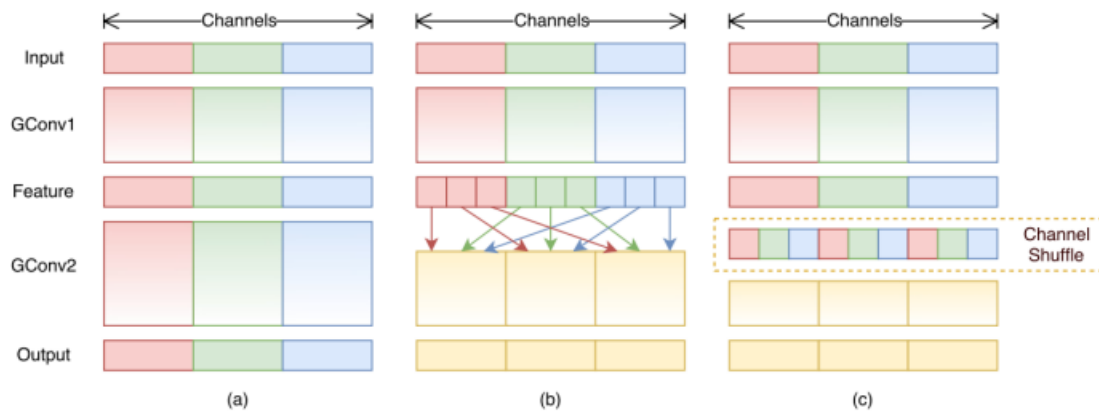 Channels Channels Channels
Input
GConv1
Feature
GConv2
Channel
Shuffle
Output
(a) (b) (c)